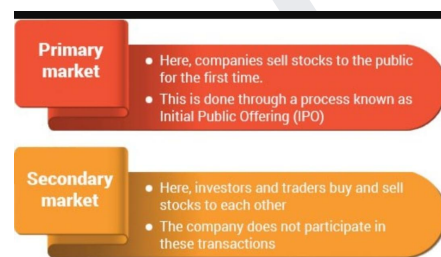 Primary
market
• Here, companies sell stocks to the public
for the first time.
• This is done through a process known as
Initial Public Offering (IPO)
Secondary
market
• Here, investors and traders buy and sell
stocks to each other
• The company does not participate in
these transactions